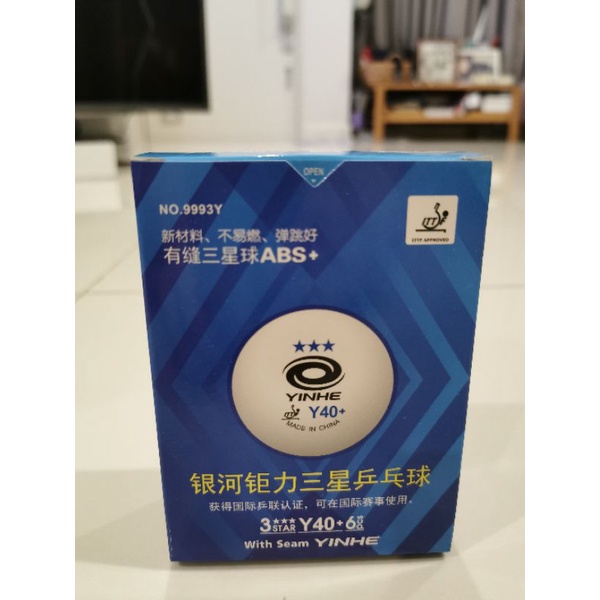 OPEN
NO.9993Y
ITTF
ITTF APPROVED
新材料、不易燃、弹跳好
有缝三星球ABS+
★★★
YINHE
ITTF Y40+
MADE IN CHINA
银河钜力三星乒乓球
获得国际乒联认证，可在国际赛事使用。
3★★★STAR Y40+6
With Seam YINHE